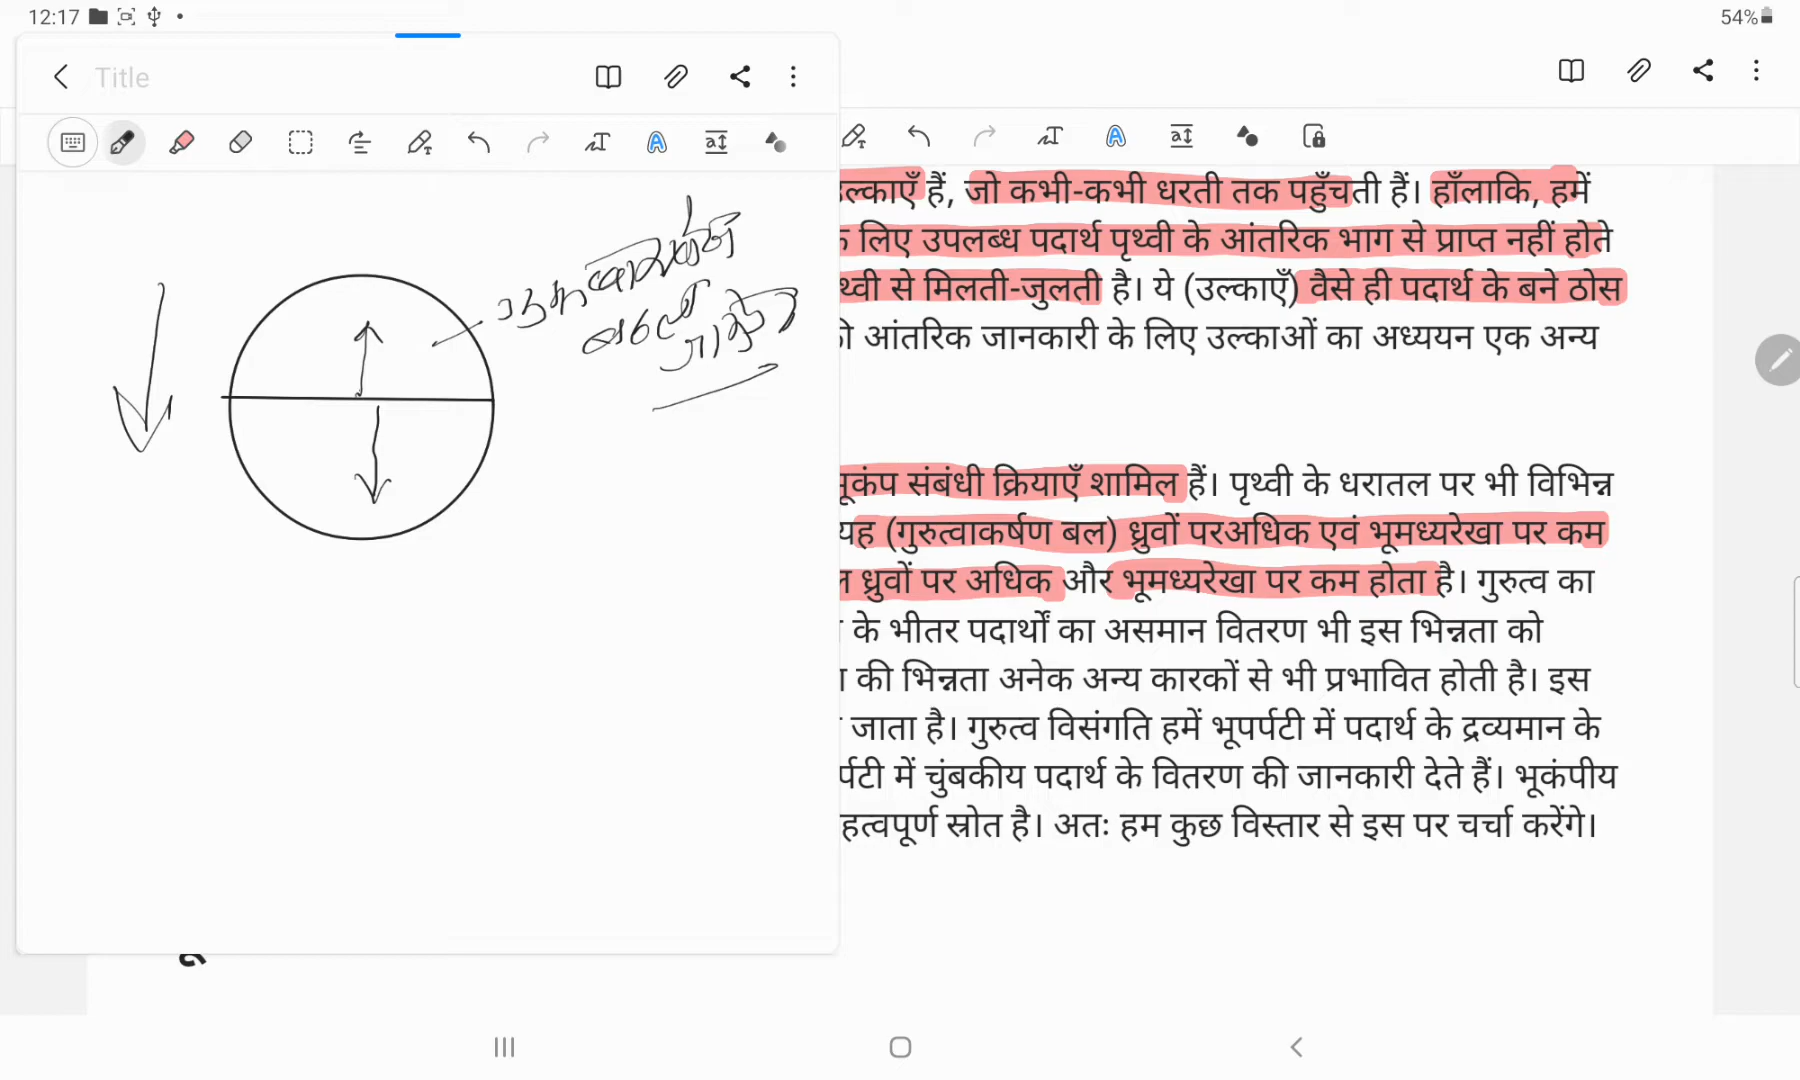 12:17
54%
Title
उल्काएँ हैं, जो कभी-कभी धरती तक पहुँचती हैं। हाँलाकि, हमें
के लिए उपलब्ध पदार्थ पृथ्वी के आंतरिक भाग से प्राप्त नहीं होते
थ्वी से मिलती-जुलती है। ये (उल्काएँ) वैसे ही पदार्थ के बने ठोस
आंतरिक जानकारी के लिए उल्काओं का अध्ययन एक अन्य
भूकंप संबंधी क्रियाएँ शामिल हैं। पृथ्वी के धरातल पर भी विभिन्न
यह (गुरुत्वाकर्षण बल) ध्रुवों परअधिक एवं भूमध्यरेखा पर कम
ध्रुवों पर अधिक और भूमध्यरेखा पर कम होता है। गुरुत्व का
के भीतर पदार्थों का असमान वितरण भी इस भिन्नता को
की भिन्नता अनेक अन्य कारकों से भी प्रभावित होती है। इस
जाता है। गुरुत्व विसंगति हमें भूपर्पटी में पदार्थ के द्रव्यमान के
र्पटी में चुंबकीय पदार्थ के वितरण की जानकारी देते हैं। भूकंपीय
हत्वपूर्ण स्रोत है। अतः हम कुछ विस्तार से इस पर चर्चा करेंगे।